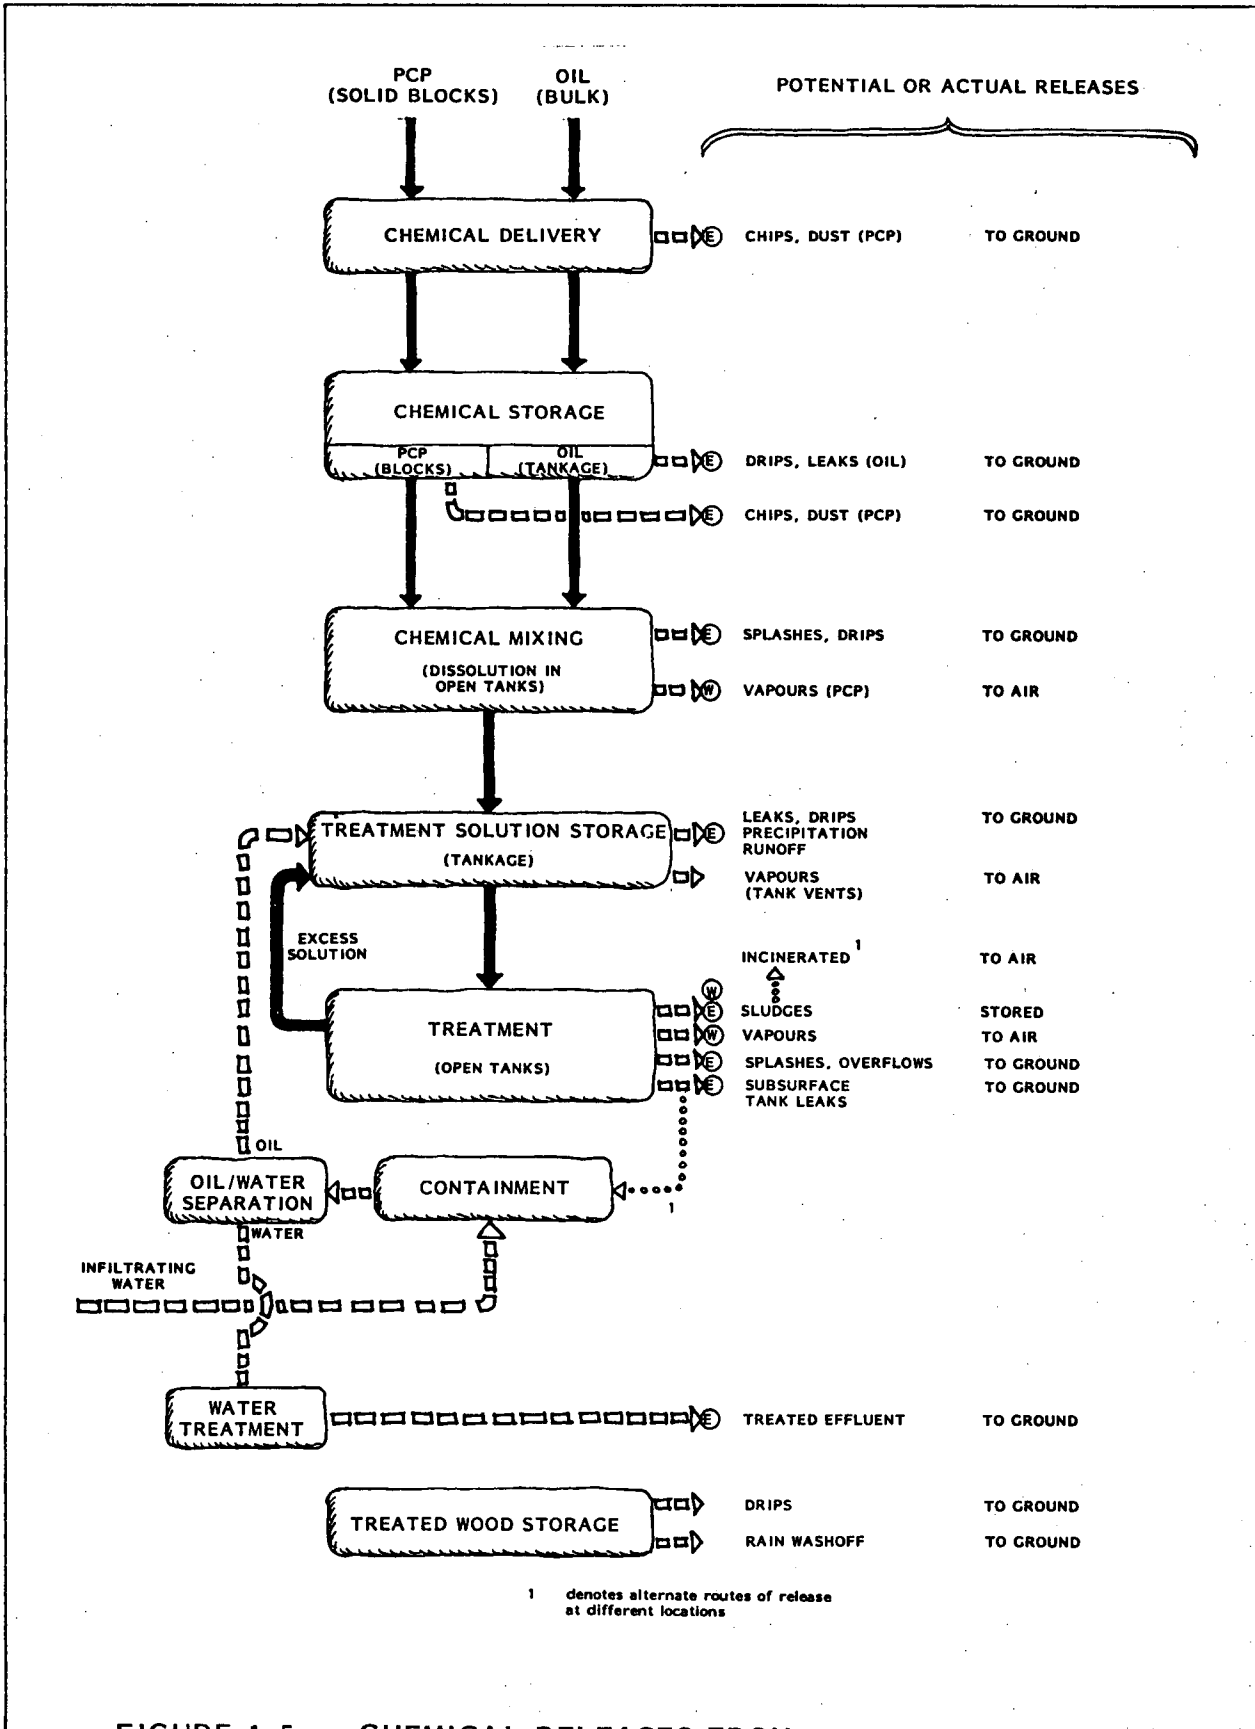 PCP
(SOLID BLOCKS)
OIL
(BULK)
POTENTIAL OR ACTUAL RELEASES
CHEMICAL DELIVERY
E
CHIPS, DUST (PCP)
TO GROUND
CHEMICAL STORAGE
PCP
(BLOCKS)
OIL
(TANKAGE)
E
DRIPS, LEAKS (OIL)
TO GROUND
E
CHIPS, DUST (PCP)
TO GROUND
CHEMICAL MIXING
(DISSOLUTION IN
OPEN TANKS)
E
SPLASHES, DRIPS
TO GROUND
W
VAPOURS (PCP)
TO AIR
TREATMENT SOLUTION STORAGE
(TANKAGE)
E
LEAKS, DRIPS
PRECIPITATION
RUNOFF
TO GROUND
VAPOURS
(TANK VENTS)
TO AIR
EXCESS
SOLUTION
INCINERATED 1
TO AIR
TREATMENT
(OPEN TANKS)
W
E
SLUDGES
STORED
W
VAPOURS
TO AIR
E
SPLASHES, OVERFLOWS
TO GROUND
E
SUBSURFACE
TANK LEAKS
TO GROUND
OIL
OIL/WATER
SEPARATION
CONTAINMENT
1
WATER
INFILTRATING
WATER
WATER
TREATMENT
E
TREATED EFFLUENT
TO GROUND
TREATED WOOD STORAGE
DRIPS
TO GROUND
RAIN WASHOFF
TO GROUND
1 denotes alternate routes of release
at different locations
FIGURE 4.5 CHEMICAL RELEASES FROM